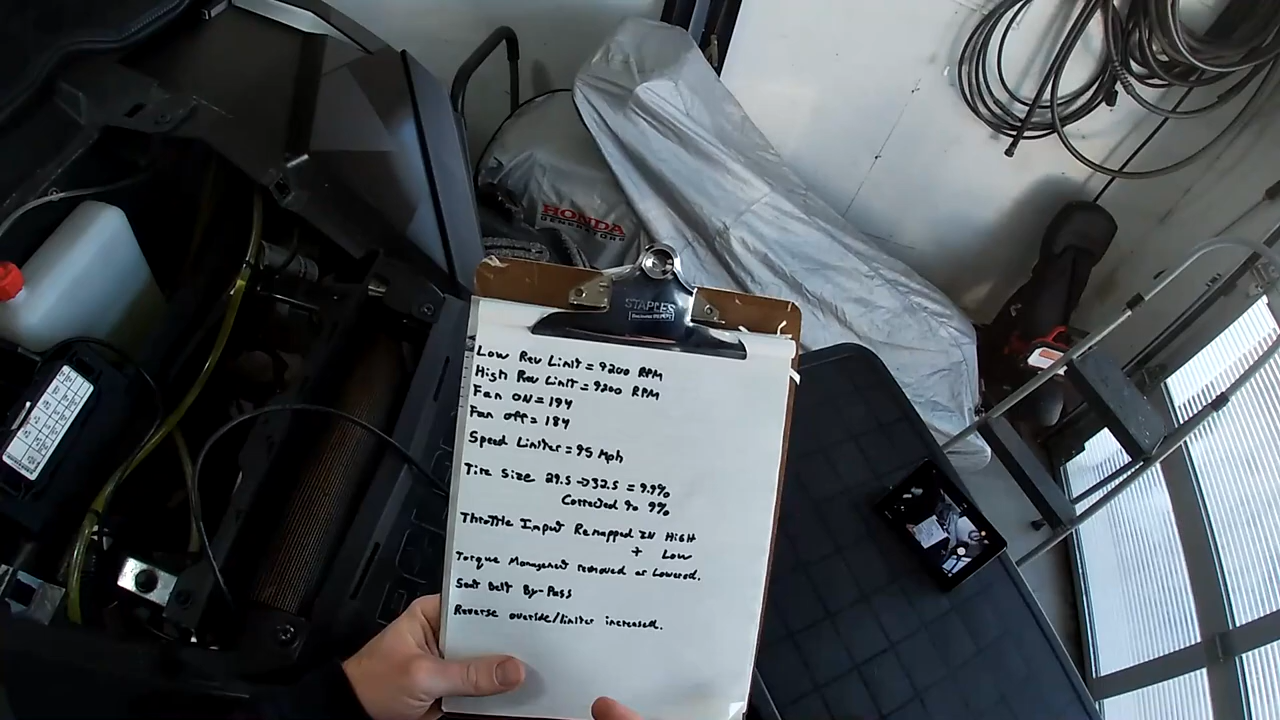 HONDA
GENERATORS
STAPLES
Low Rev Limit = 9200 RPM
High Rev Limit = 9200 RPM
Fan ON = 194
Fan off = 184
Speed Limiter = 95 Mph
Tire Size 29.5 → 32.5 = 9.9%
Corrected to 9%
Throttle Input Remapped IN HIGH
+ Low
Torque Management removed or Lowered.
Seat Belt By-Pass
Reverse overide/limiter increased.